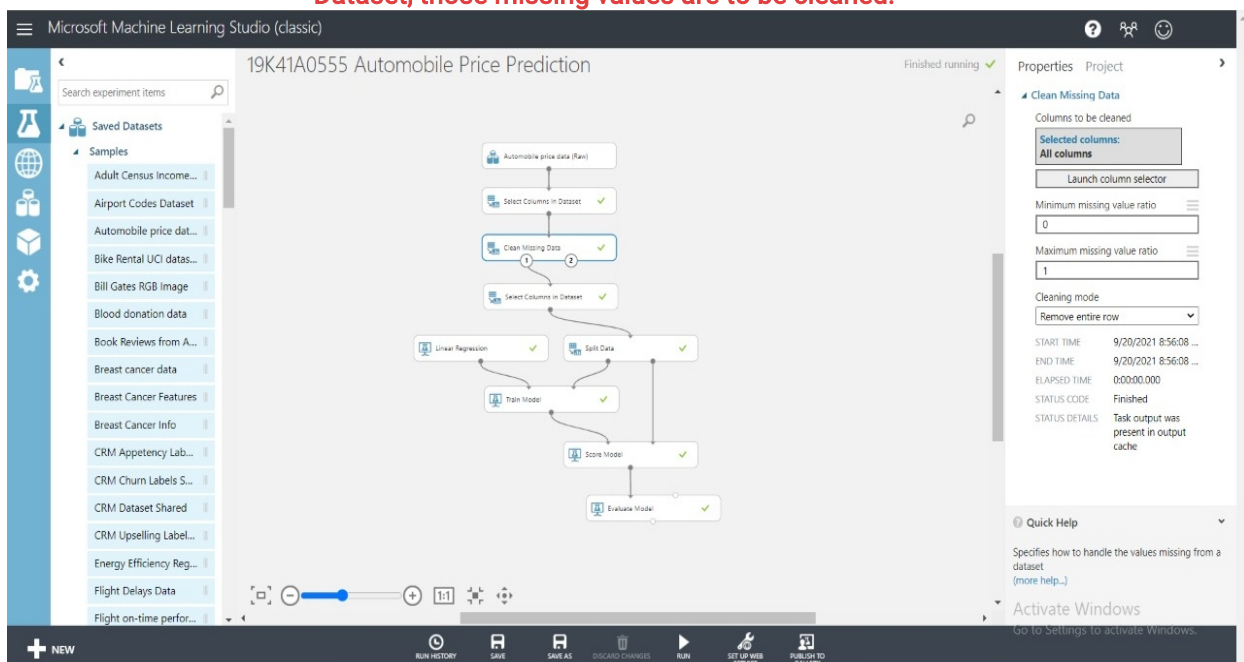 Dataset, those missing values are to be cleaned.
Microsoft Machine Learning Studio (classic)
Search experiment items
Saved Datasets
Samples
Adult Census Income...
Airport Codes Dataset
Automobile price dat...
Bike Rental UCI datas...
Bill Gates RGB Image
Blood donation data
Book Reviews from A...
Breast cancer data
Breast Cancer Features
Breast Cancer Info
CRM Appetency Lab...
CRM Churn Labels S...
CRM Dataset Shared
CRM Upselling Label...
Energy Efficiency Reg...
Flight Delays Data
Flight on-time perfor...
19K41A0555 Automobile Price Prediction
Finished running
Automobile price data (Raw)
Select Columns in Dataset
Clean Missing Data
1 2
Select Columns in Dataset
Linear Regression
Split Data
Train Model
Score Model
Evaluate Model
1:1
Properties Project
Clean Missing Data
Columns to be cleaned
Selected columns:
All columns
Launch column selector
Minimum missing value ratio
0
Maximum missing value ratio
1
Cleaning mode
Remove entire row
START TIME 9/20/2021 8:56:08 ...
END TIME 9/20/2021 8:56:08 ...
ELAPSED TIME 0:00:00.000
STATUS CODE Finished
STATUS DETAILS Task output was
present in output
cache
Quick Help
Specifies how to handle the values missing from a
dataset
(more help...)
Activate Windows
Go to Settings to activate Windows.
NEW
RUN HISTORY
SAVE
SAVE AS
DISCARD CHANGES
RUN
SET UP WEB
PUBLISH TO